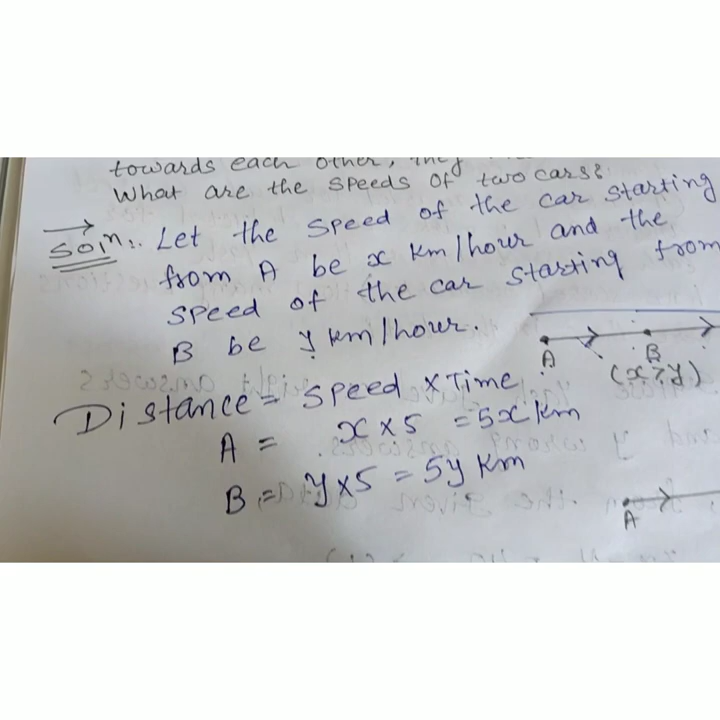 towards each other, they
What are the speeds of two cars?
Soln:. Let the speed of the car starting
from A be x km/hour and the
speed of the car starting from
B be y km/hour.
A B
(x>y)
Distance = speed x Time
A = x x 5 = 5x km
B = y x 5 = 5y km
A